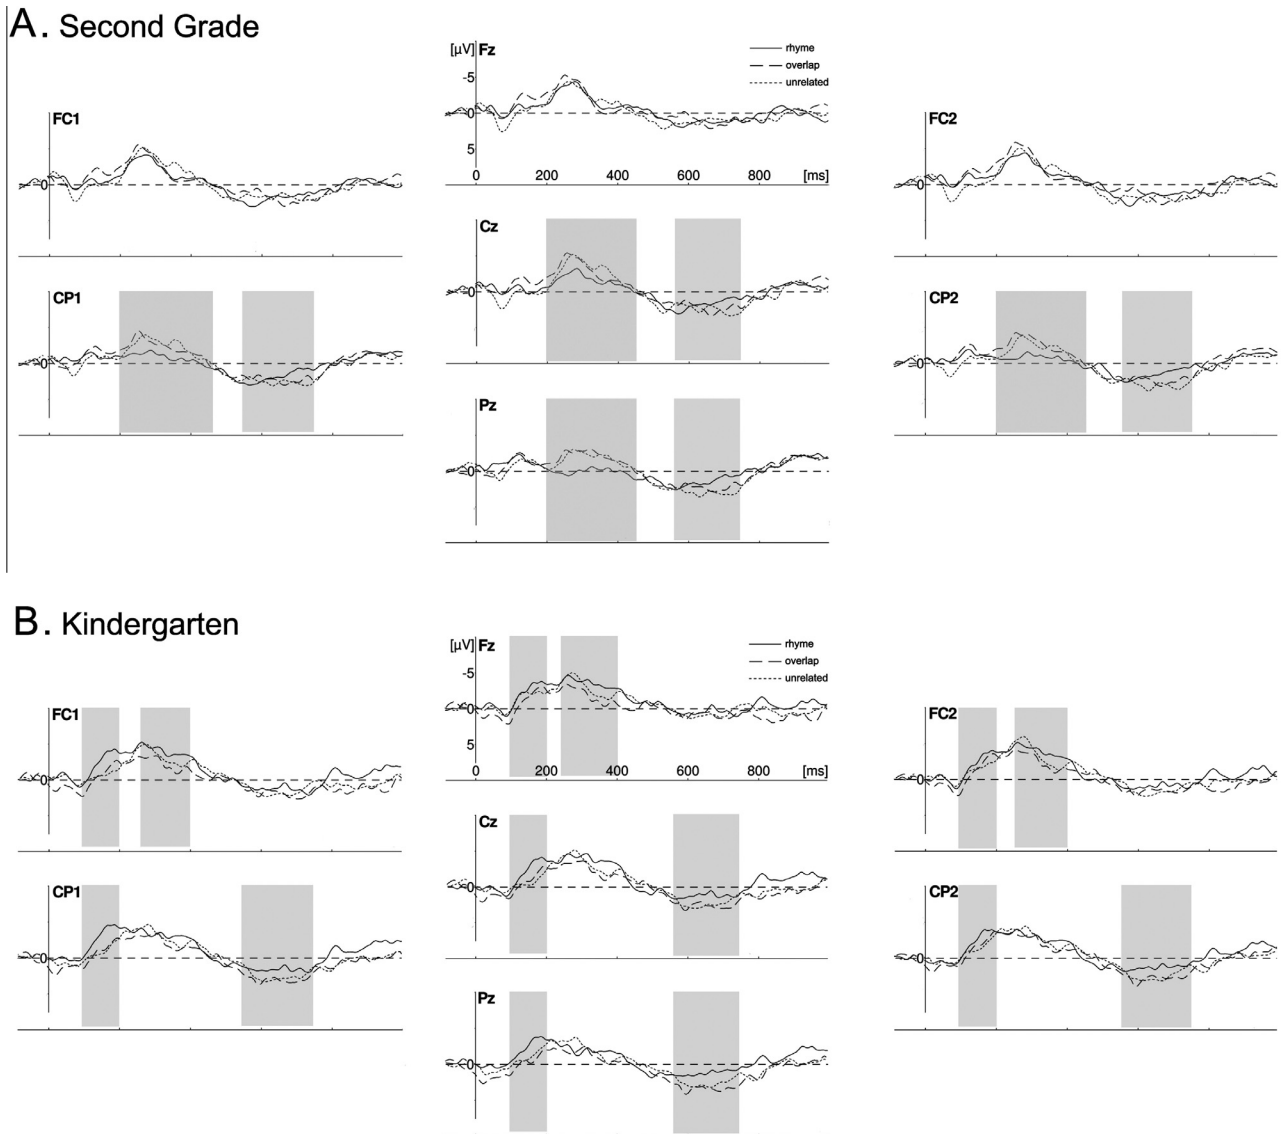 A. Second Grade
[µV] Fz
rhyme
overlap
unrelated
-5
0
5
0 200 400 600 800 [ms]
FC1
0
FC2
0
Cz
0
CP1
0
CP2
0
Pz
0
B. Kindergarten
[µV] Fz
rhyme
overlap
unrelated
-5
0
5
0 200 400 600 800 [ms]
FC1
0
FC2
0
Cz
0
CP1
0
CP2
0
Pz
0